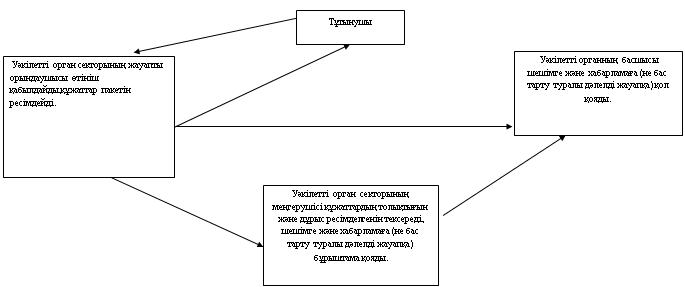 Тұтынушы
Уәкілетті орган секторының жауапты
орындаушысы өтініш
қабылдайды,құжаттар пакетін
ресімдейді.
Уәкілетті органның басшысы
шешімге және хабарламаға (не бас
тарту туралы дәлелді жауапқа) қол
қояды.
Уәкілетті орган секторының
меңгерушісі құжаттардың толықтығын
және дұрыс ресімделгенін тексереді,
шешімге және хабарламаға (не бас
тарту туралы дәлелді жауапқа)
бұрыштама қояды.